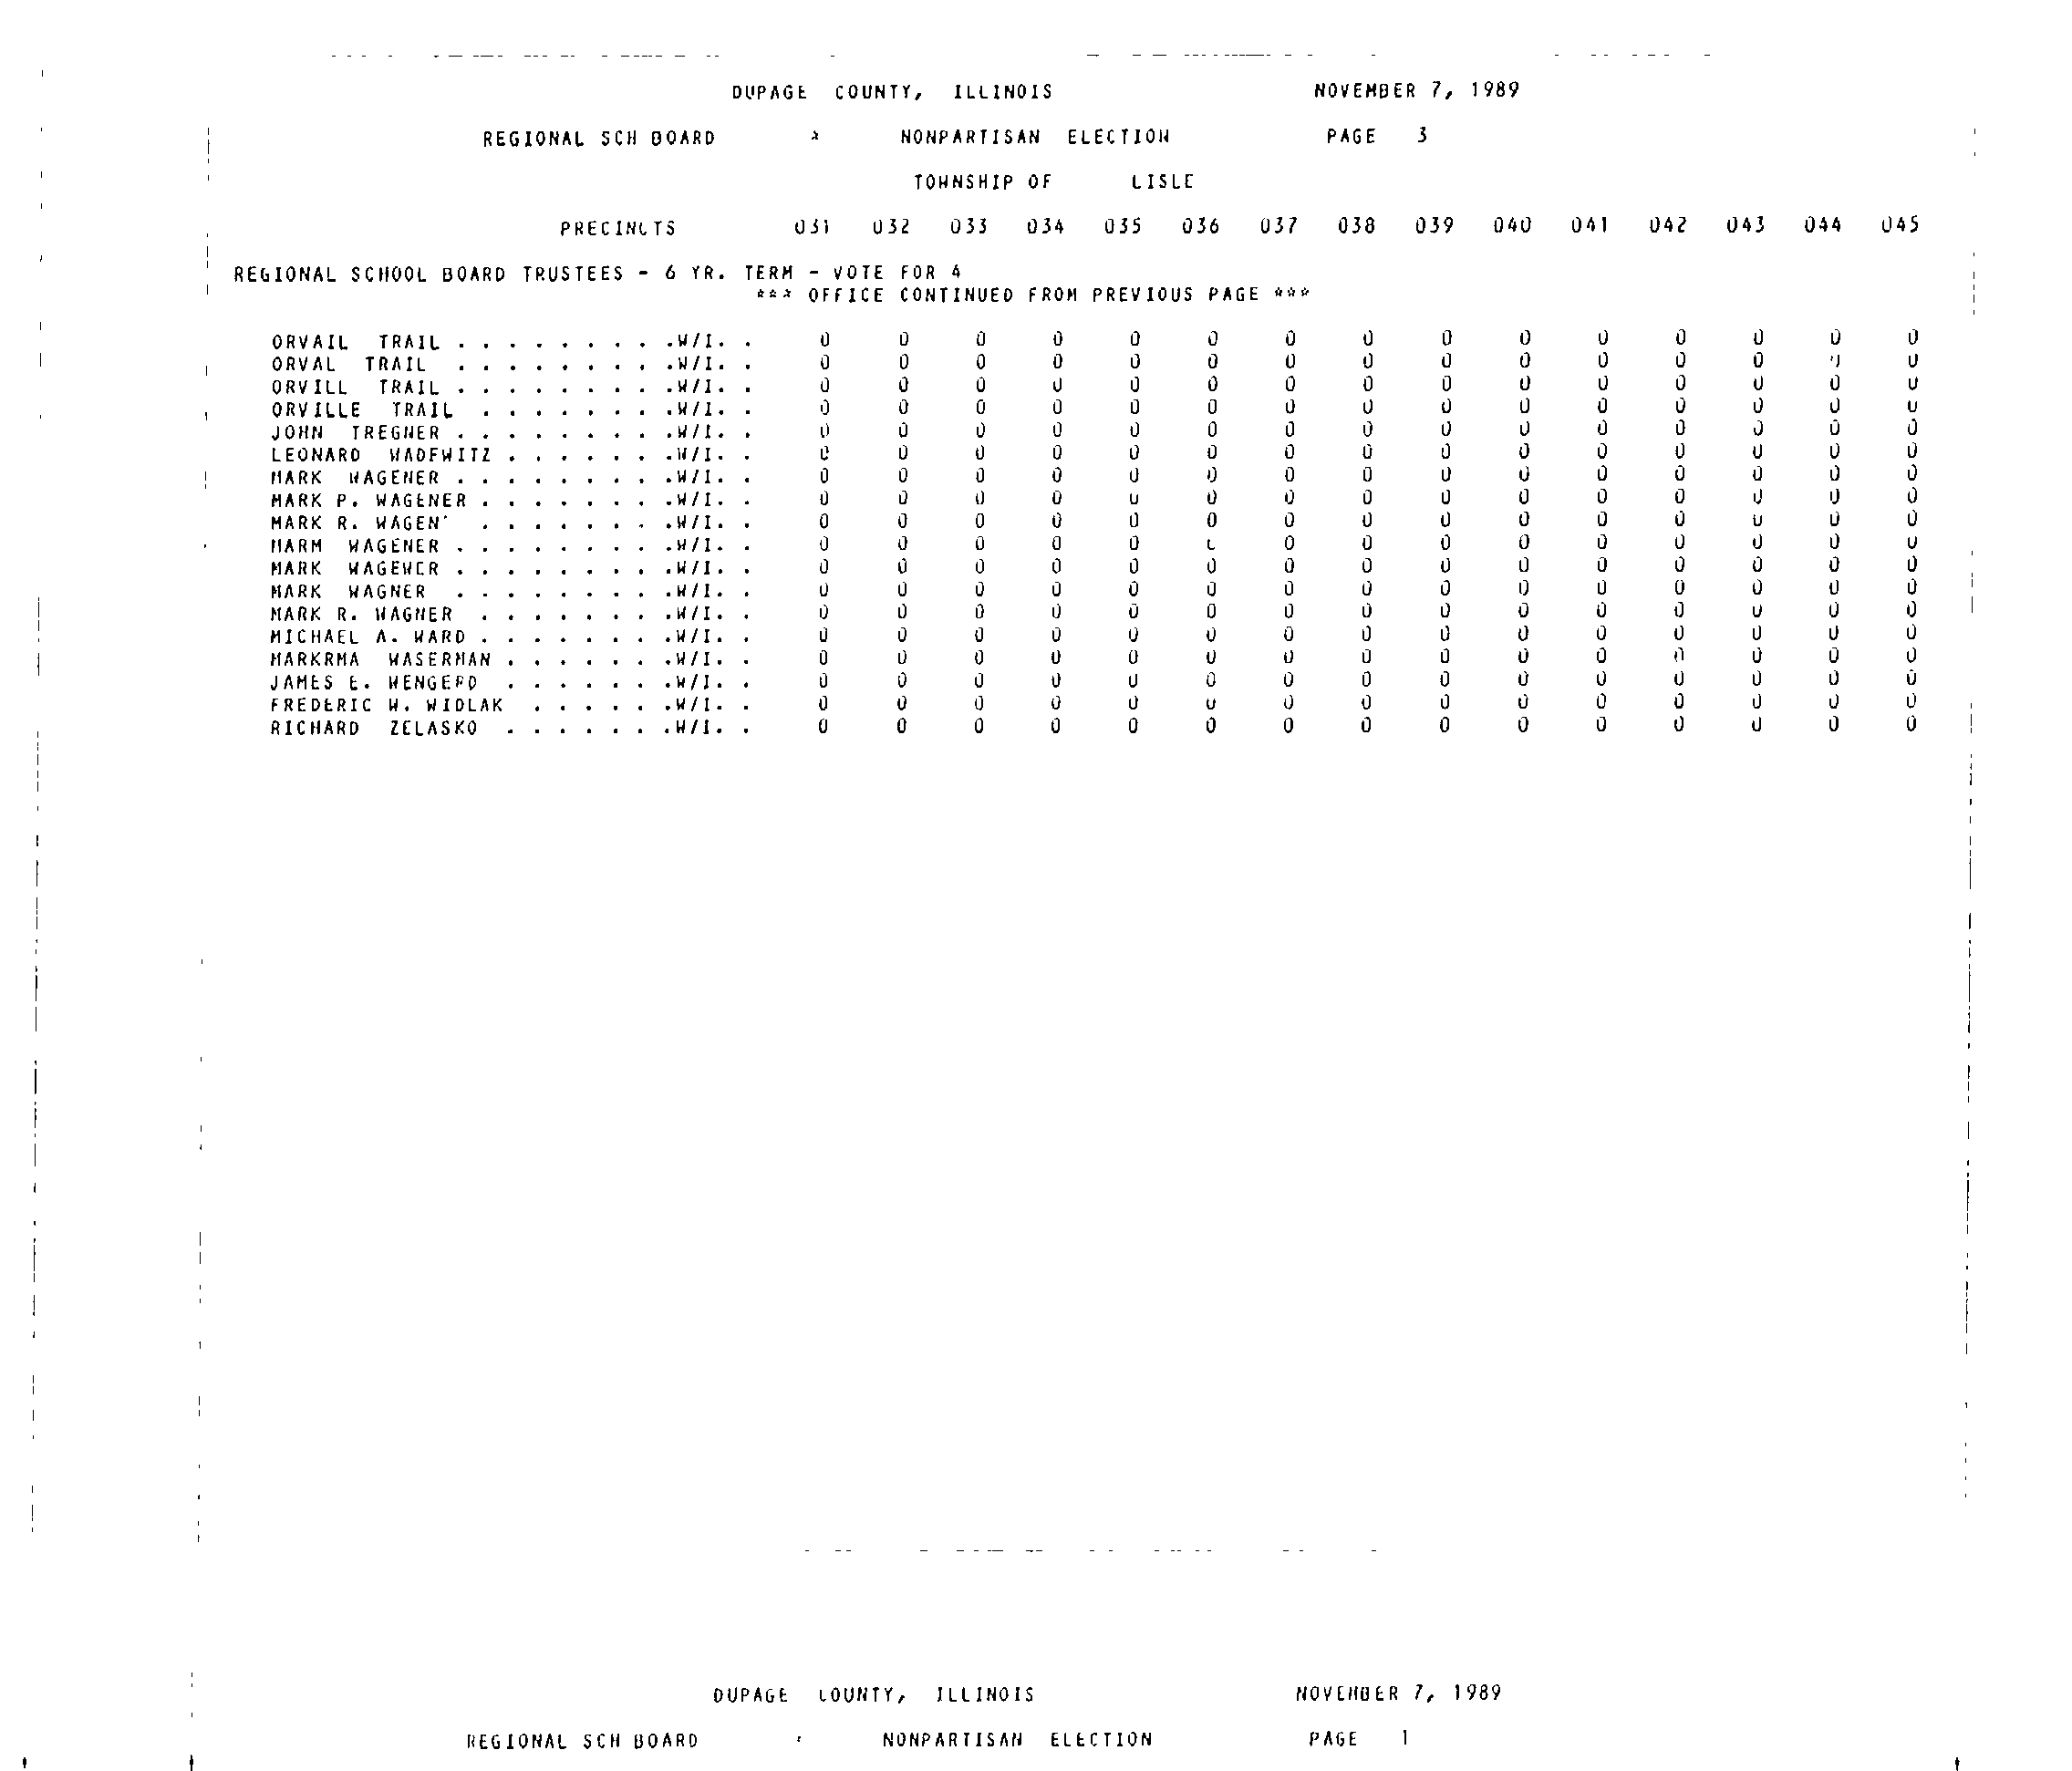 DUPAGE COUNTY, ILLINOIS NOVEMBER 7, 1989
REGIONAL SCH BOARD * NONPARTISAN ELECTION PAGE 3
TOWNSHIP OF LISLE
PRECINCTS 031 032 033 034 035 036 037 038 039 040 041 042 043 044 045
REGIONAL SCHOOL BOARD TRUSTEES - 6 YR. TERM - VOTE FOR 4
*** OFFICE CONTINUED FROM PREVIOUS PAGE ***
ORVAIL TRAIL . . . . . . . . .W/I. . 0 0 0 0 0 0 0 0 0 0 0 0 0 0 0
ORVAL TRAIL . . . . . . . . .W/I. . 0 0 0 0 0 0 0 0 0 0 0 0 0 0 0
ORVILL TRAIL . . . . . . . . .W/I. . 0 0 0 0 0 0 0 0 0 0 0 0 0 0 0
ORVILLE TRAIL . . . . . . . .W/I. . 0 0 0 0 0 0 0 0 0 0 0 0 0 0 0
JOHN TREGNER . . . . . . . . .W/I. . 0 0 0 0 0 0 0 0 0 0 0 0 0 0 0
LEONARD WADEWITZ . . . . . . .W/I. . 0 0 0 0 0 0 0 0 0 0 0 0 0 0 0
MARK WAGENER . . . . . . . . .W/I. . 0 0 0 0 0 0 0 0 0 0 0 0 0 0 0
MARK P. WAGENER . . . . . . . .W/I. . 0 0 0 0 0 0 0 0 0 0 0 0 0 0 0
MARK R. WAGEN . . . . . . . .W/I. . 0 0 0 0 0 0 0 0 0 0 0 0 0 0 0
MARM WAGENER . . . . . . . . .W/I. . 0 0 0 0 0 0 0 0 0 0 0 0 0 0 0
MARK WAGEWER . . . . . . . . .W/I. . 0 0 0 0 0 0 0 0 0 0 0 0 0 0 0
MARK WAGNER . . . . . . . . .W/I. . 0 0 0 0 0 0 0 0 0 0 0 0 0 0 0
MARK R. WAGNER . . . . . . . .W/I. . 0 0 0 0 0 0 0 0 0 0 0 0 0 0 0
MICHAEL A. WARD . . . . . . . .W/I. . 0 0 0 0 0 0 0 0 0 0 0 0 0 0 0
MARKRMA WASERMAN . . . . . . .W/I. . 0 0 0 0 0 0 0 0 0 0 0 0 0 0 0
JAMES E. WENGERD . . . . . . .W/I. . 0 0 0 0 0 0 0 0 0 0 0 0 0 0 0
FREDERIC W. WIDLAK . . . . . .W/I. . 0 0 0 0 0 0 0 0 0 0 0 0 0 0 0
RICHARD ZELASKO . . . . . . .W/I. . 0 0 0 0 0 0 0 0 0 0 0 0 0 0 0
DUPAGE COUNTY, ILLINOIS NOVEMBER 7, 1989
REGIONAL SCH BOARD NONPARTISAN ELECTION PAGE 1